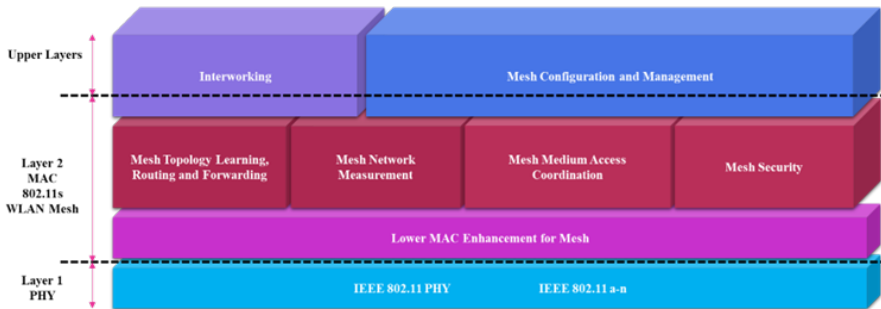 Upper Layers
Interworking
Mesh Configuration and Management
Layer 2
MAC
802.11s
WLAN Mesh
Mesh Topology Learning,
Routing and Forwarding
Mesh Network
Measurement
Mesh Medium Access
Coordination
Mesh Security
Lower MAC Enhancement for Mesh
Layer 1
PHY
IEEE 802.11 PHY
IEEE 802.11 a-n